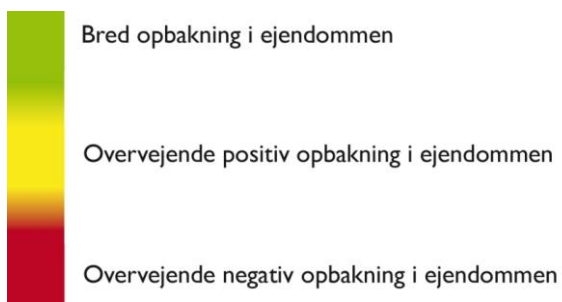 Bred opbakning i ejendommen
Overvejende positiv opbakning i ejendommen
Overvejende negativ opbakning i ejendommen